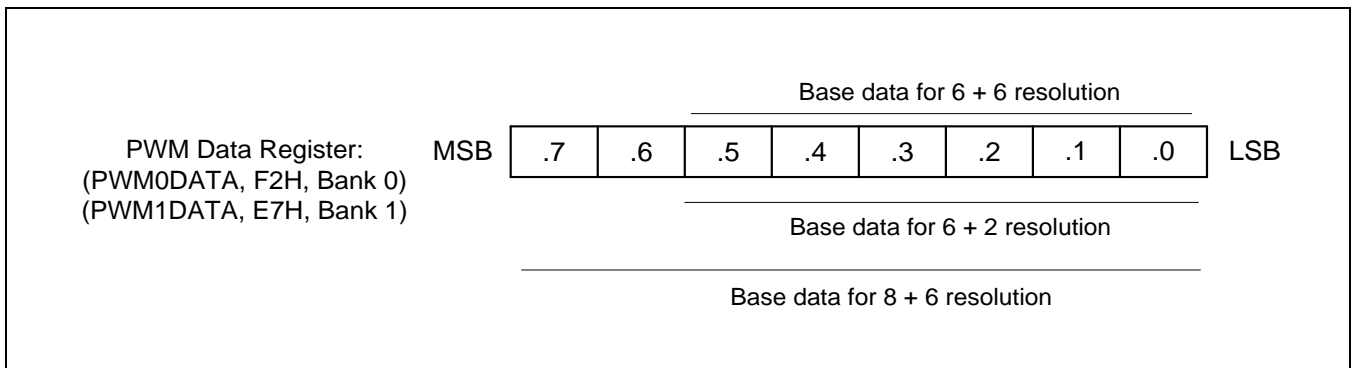 Base data for 6 + 6 resolution
PWM Data Register:
(PWM0DATA, F2H, Bank 0)
(PWM1DATA, E7H, Bank 1)
MSB .7 .6 .5 .4 .3 .2 .1 .0 LSB
Base data for 6 + 2 resolution
Base data for 8 + 6 resolution